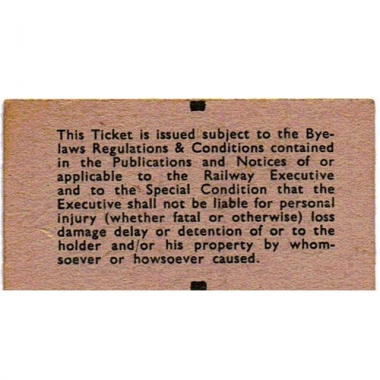 This Ticket is issued subject to the Bye-
laws Regulations & Conditions contained
in the Publications and Notices of or
applicable to the Railway Executive
and to the Special Condition that the
Executive shall not be liable for personal
injury (whether fatal or otherwise) loss
damage delay or detention of or to the
holder and/or his property by whom-
soever or howsoever caused.